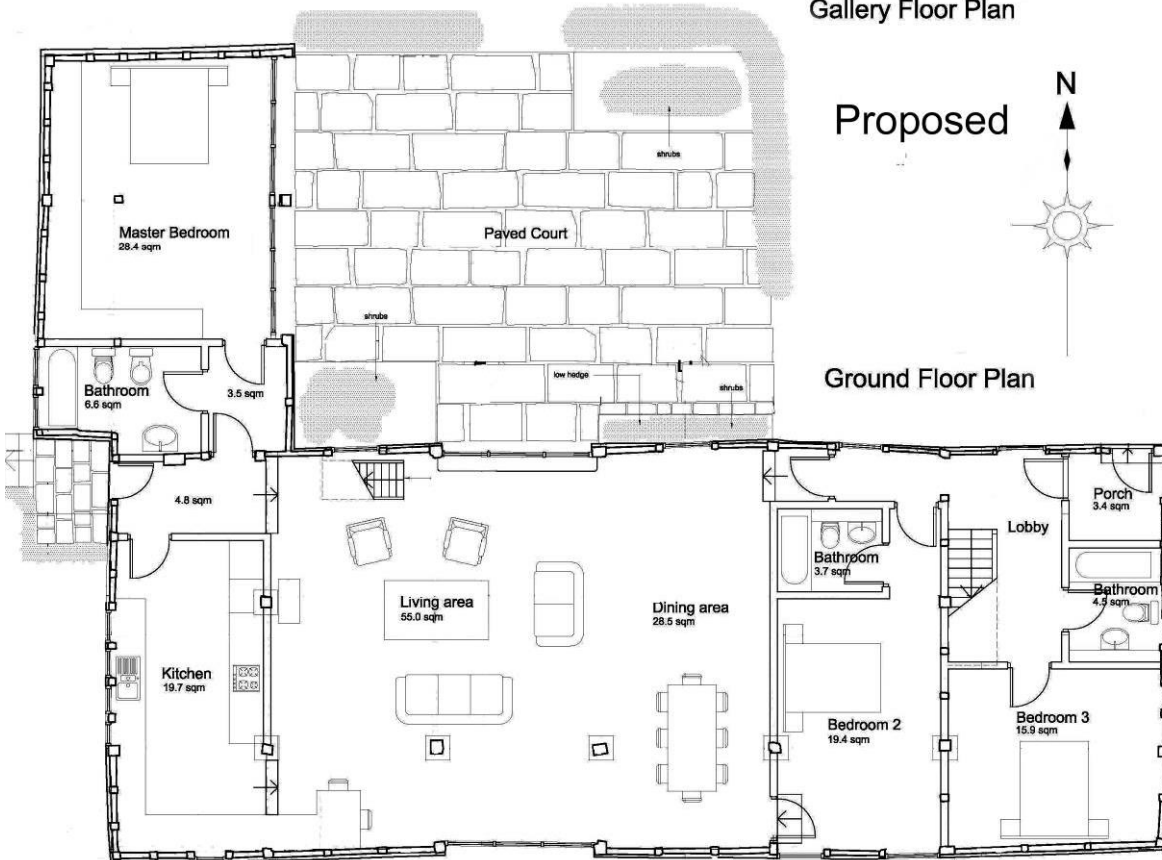 Gallery Floor Plan
N
Proposed
shrubs
Master Bedroom
28.4 sqm
Paved Court
shrubs
Ground Floor Plan
low hedge
shrubs
Bathroom
6.6 sqm
3.5 sqm
4.8 sqm
Porch
3.4 sqm
Lobby
Bathroom
3.7 sqm
Bathroom
4.5 sqm
Living area
55.0 sqm
Dining area
28.5 sqm
Kitchen
19.7 sqm
Bedroom 2
19.4 sqm
Bedroom 3
15.9 sqm